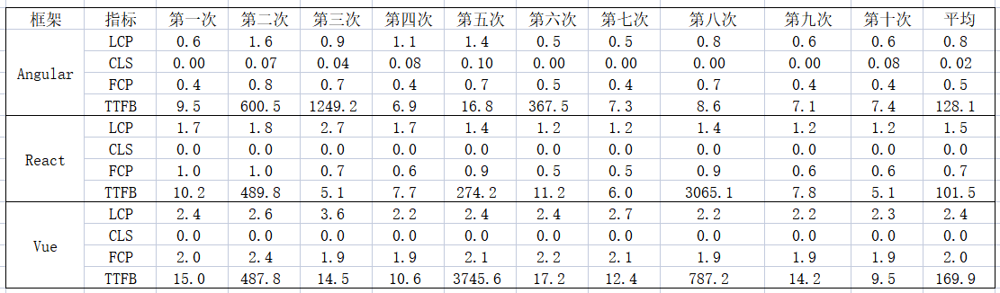 框架 指标 第一次 第二次 第三次 第四次 第五次 第六次 第七次 第八次 第九次 第十次 平均
LCP 0.6 1.6 0.9 1.1 1.4 0.5 0.5 0.8 0.6 0.6 0.8
Angular CLS 0.00 0.07 0.04 0.08 0.10 0.00 0.00 0.00 0.00 0.08 0.02
FCP 0.4 0.8 0.7 0.4 0.7 0.5 0.4 0.7 0.4 0.4 0.5
TTFB 9.5 600.5 1249.2 6.9 16.8 367.5 7.3 8.6 7.1 7.4 128.1
LCP 1.7 1.8 2.7 1.7 1.4 1.2 1.2 1.4 1.2 1.2 1.5
React CLS 0.0 0.0 0.0 0.0 0.0 0.0 0.0 0.0 0.0 0.0 0.0
FCP 1.0 1.0 0.7 0.6 0.9 0.5 0.5 0.9 0.6 0.6 0.7
TTFB 10.2 489.8 5.1 7.7 274.2 11.2 6.0 3065.1 7.8 5.1 101.5
LCP 2.4 2.6 3.6 2.2 2.4 2.4 2.7 2.2 2.2 2.3 2.4
Vue CLS 0.0 0.0 0.0 0.0 0.0 0.0 0.0 0.0 0.0 0.0 0.0
FCP 2.0 2.4 1.9 1.9 2.1 2.2 2.1 1.9 1.9 1.9 2.0
TTFB 15.0 487.8 14.5 10.6 3745.6 17.2 12.4 787.2 14.2 9.5 169.9